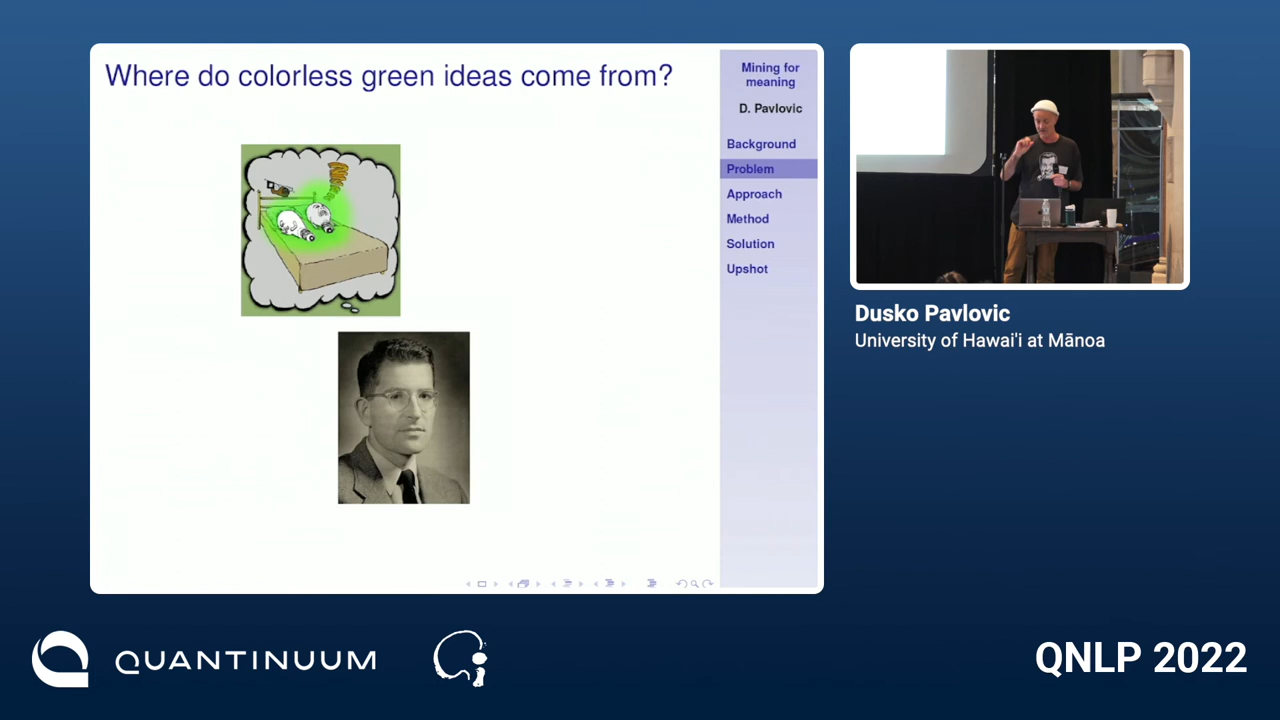 Where do colorless green ideas come from?
Mining for
meaning
D. Pavlovic
Background
Problem
Approach
Method
Solution
Upshot
Dusko Pavlovic
University of Hawai'i at Mānoa
QUANTINUUM
QNLP 2022